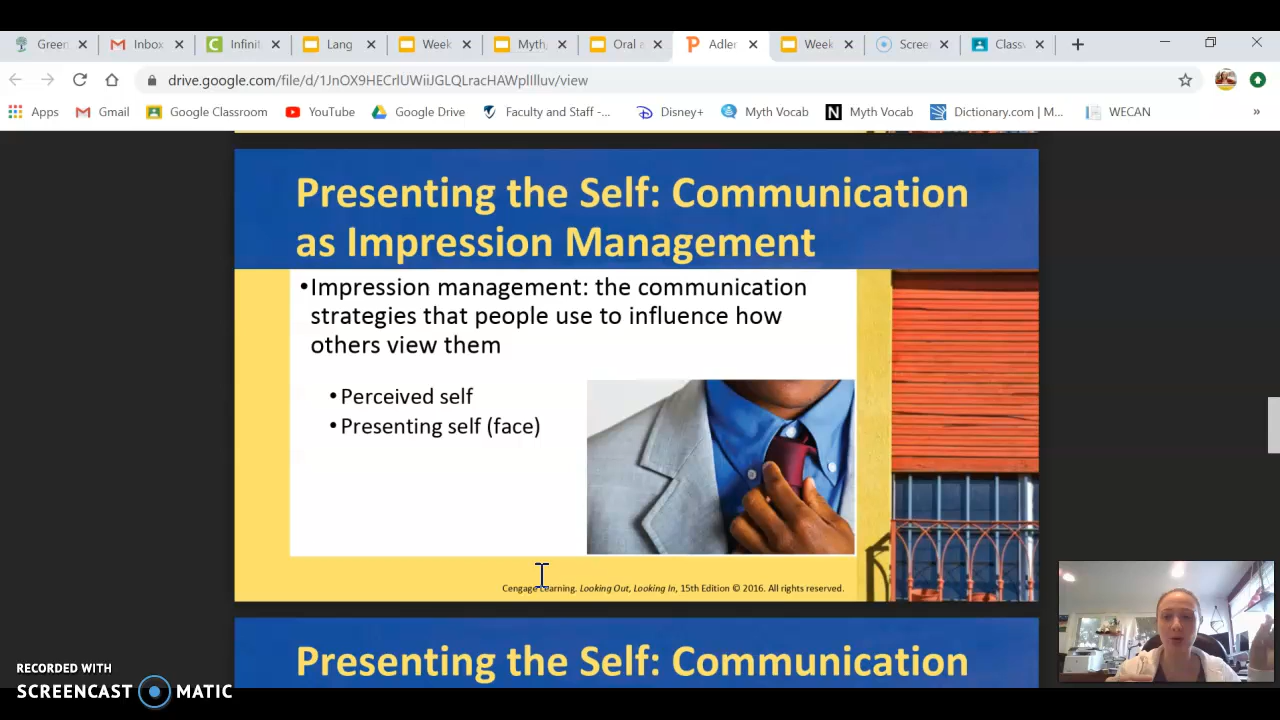 Green
Inbox
Infinit
Lang
Week
Myth,
Oral a
Adler
Week
Scree
Classw
drive.google.com/file/d/1JnOX9HECrlUWiiJGLQLracHAWpIIlluv/view
Apps
Gmail
Google Classroom
YouTube
Google Drive
Faculty and Staff -...
Disney+
Myth Vocab
Myth Vocab
Dictionary.com | M...
WECAN
»
Presenting the Self: Communication
as Impression Management
•Impression management: the communication
strategies that people use to influence how
others view them
•Perceived self
•Presenting self (face)
Cengage Learning. Looking Out, Looking In, 15th Edition © 2016. All rights reserved.
Presenting the Self: Communication
RECORDED WITH
SCREENCAST MATIC